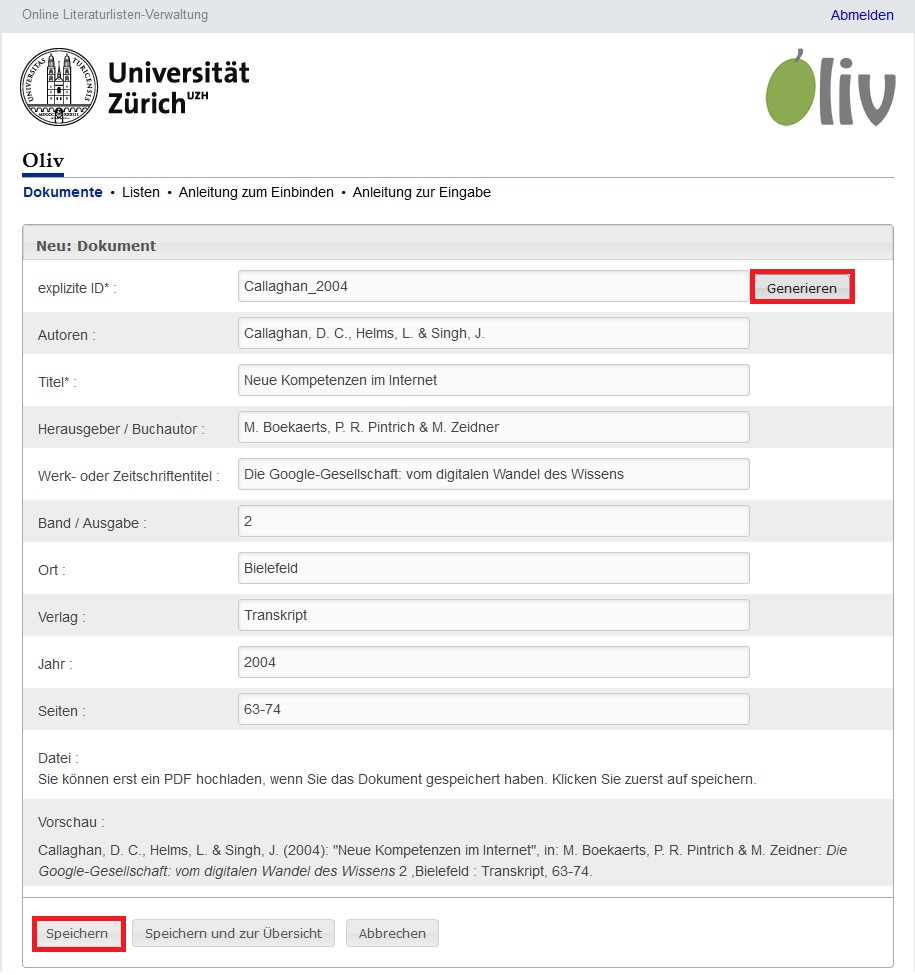 Online Literaturlisten-Verwaltung Abmelden
UNIVERSITAS TURICENSIS
MDCCCXXXIII
Universität
Zürich UZH
Oliv
Oliv
Dokumente • Listen • Anleitung zum Einbinden • Anleitung zur Eingabe
Neu: Dokument
explizite ID* : Callaghan_2004 Generieren
Autoren : Callaghan, D. C., Helms, L. & Singh, J.
Titel* : Neue Kompetenzen im Internet
Herausgeber / Buchautor : M. Boekaerts, P. R. Pintrich & M. Zeidner
Werk- oder Zeitschriftentitel : Die Google-Gesellschaft: vom digitalen Wandel des Wissens
Band / Ausgabe : 2
Ort : Bielefeld
Verlag : Transkript
Jahr : 2004
Seiten : 63-74
Datei :
Sie können erst ein PDF hochladen, wenn Sie das Dokument gespeichert haben. Klicken Sie zuerst auf speichern.
Vorschau :
Callaghan, D. C., Helms, L. & Singh, J. (2004): "Neue Kompetenzen im Internet", in: M. Boekaerts, P. R. Pintrich & M. Zeidner: Die
Google-Gesellschaft: vom digitalen Wandel des Wissens 2 ,Bielefeld : Transkript, 63-74.
Speichern Speichern und zur Übersicht Abbrechen